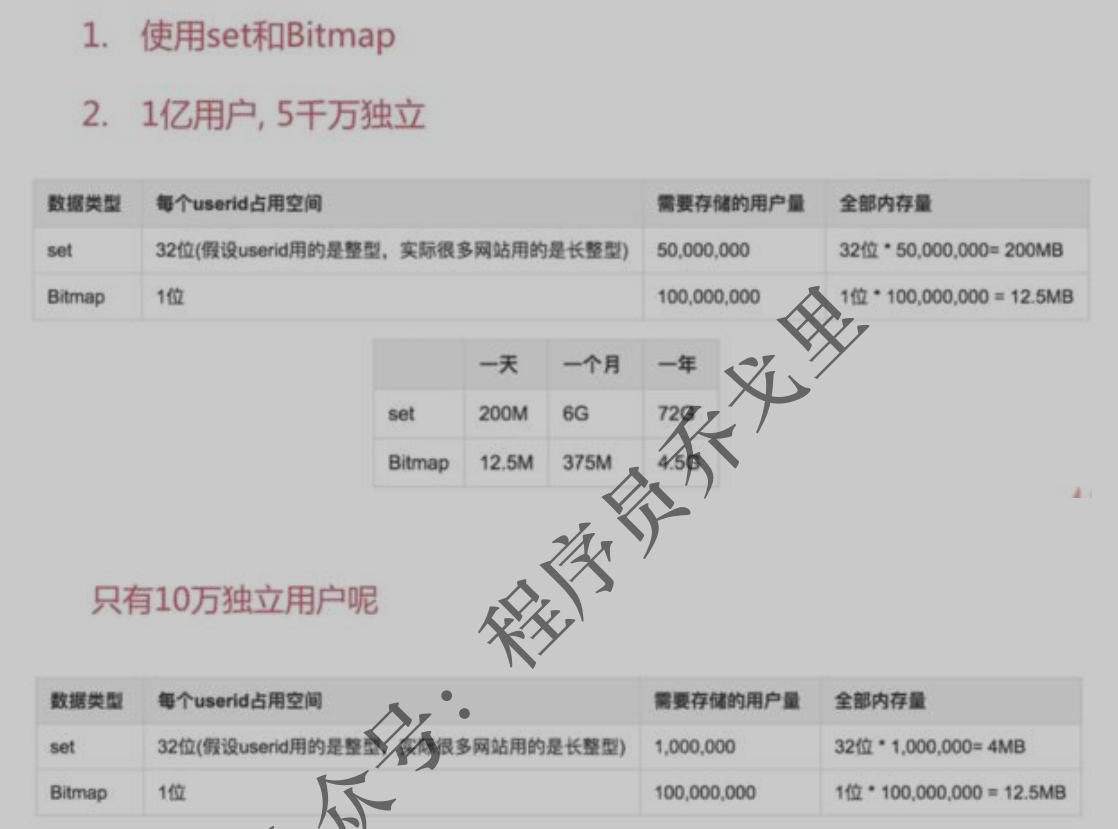 1. 使用set和Bitmap
2. 1亿用户, 5千万独立
数据类型 每个userid占用空间 需要存储的用户量 全部内存量
set 32位(假设userid用的是整型，实际很多网站用的是长整型) 50,000,000 32位 * 50,000,000= 200MB
Bitmap 1位 100,000,000 1位 * 100,000,000 = 12.5MB
一天 一个月 一年
set 200M 6G 72G
Bitmap 12.5M 375M 4.5G
只有10万独立用户呢
数据类型 每个userid占用空间 需要存储的用户量 全部内存量
set 32位(假设userid用的是整型，实际很多网站用的是长整型) 1,000,000 32位 * 1,000,000= 4MB
Bitmap 1位 100,000,000 1位 * 100,000,000 = 12.5MB
众号：程序员乔戈里